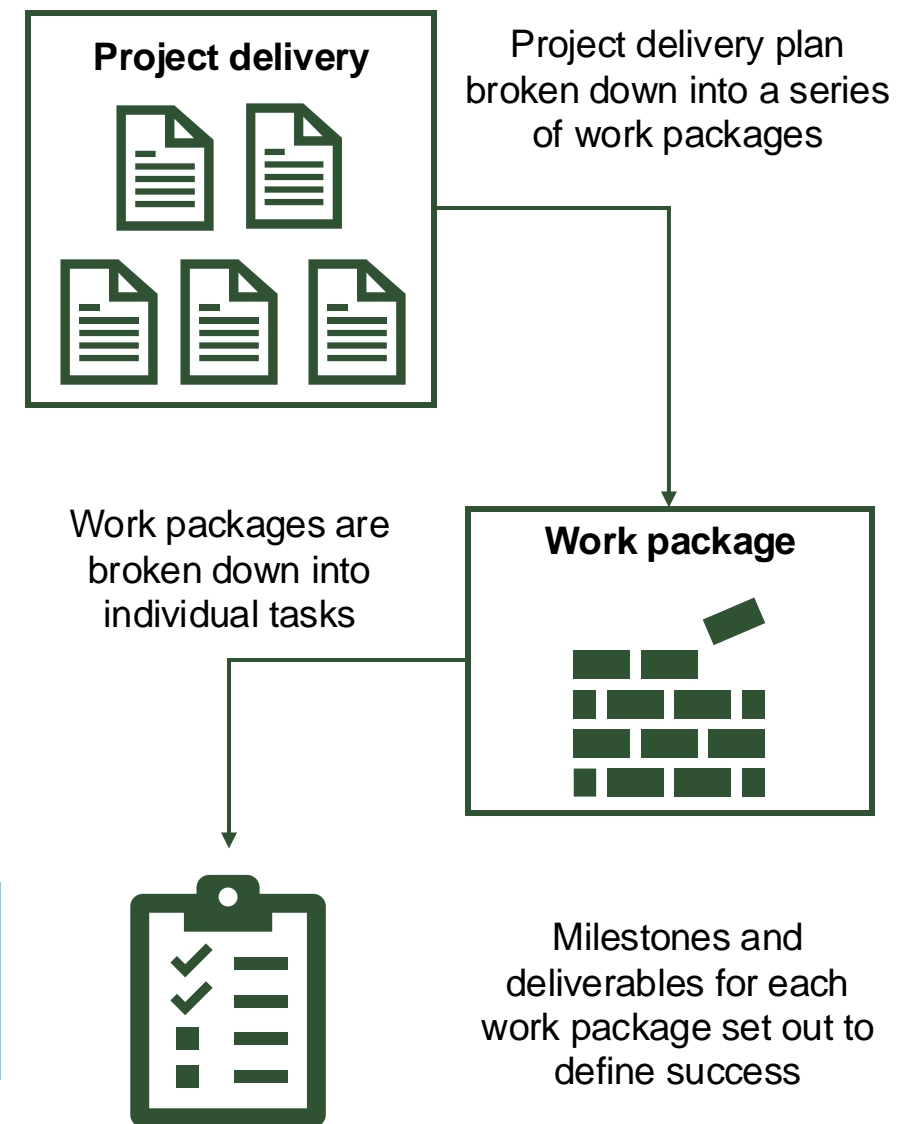 Project delivery
Project delivery plan
broken down into a series
of work packages
Work packages are
broken down into
individual tasks
Work package
Milestones and
deliverables for each
work package set out to
define success